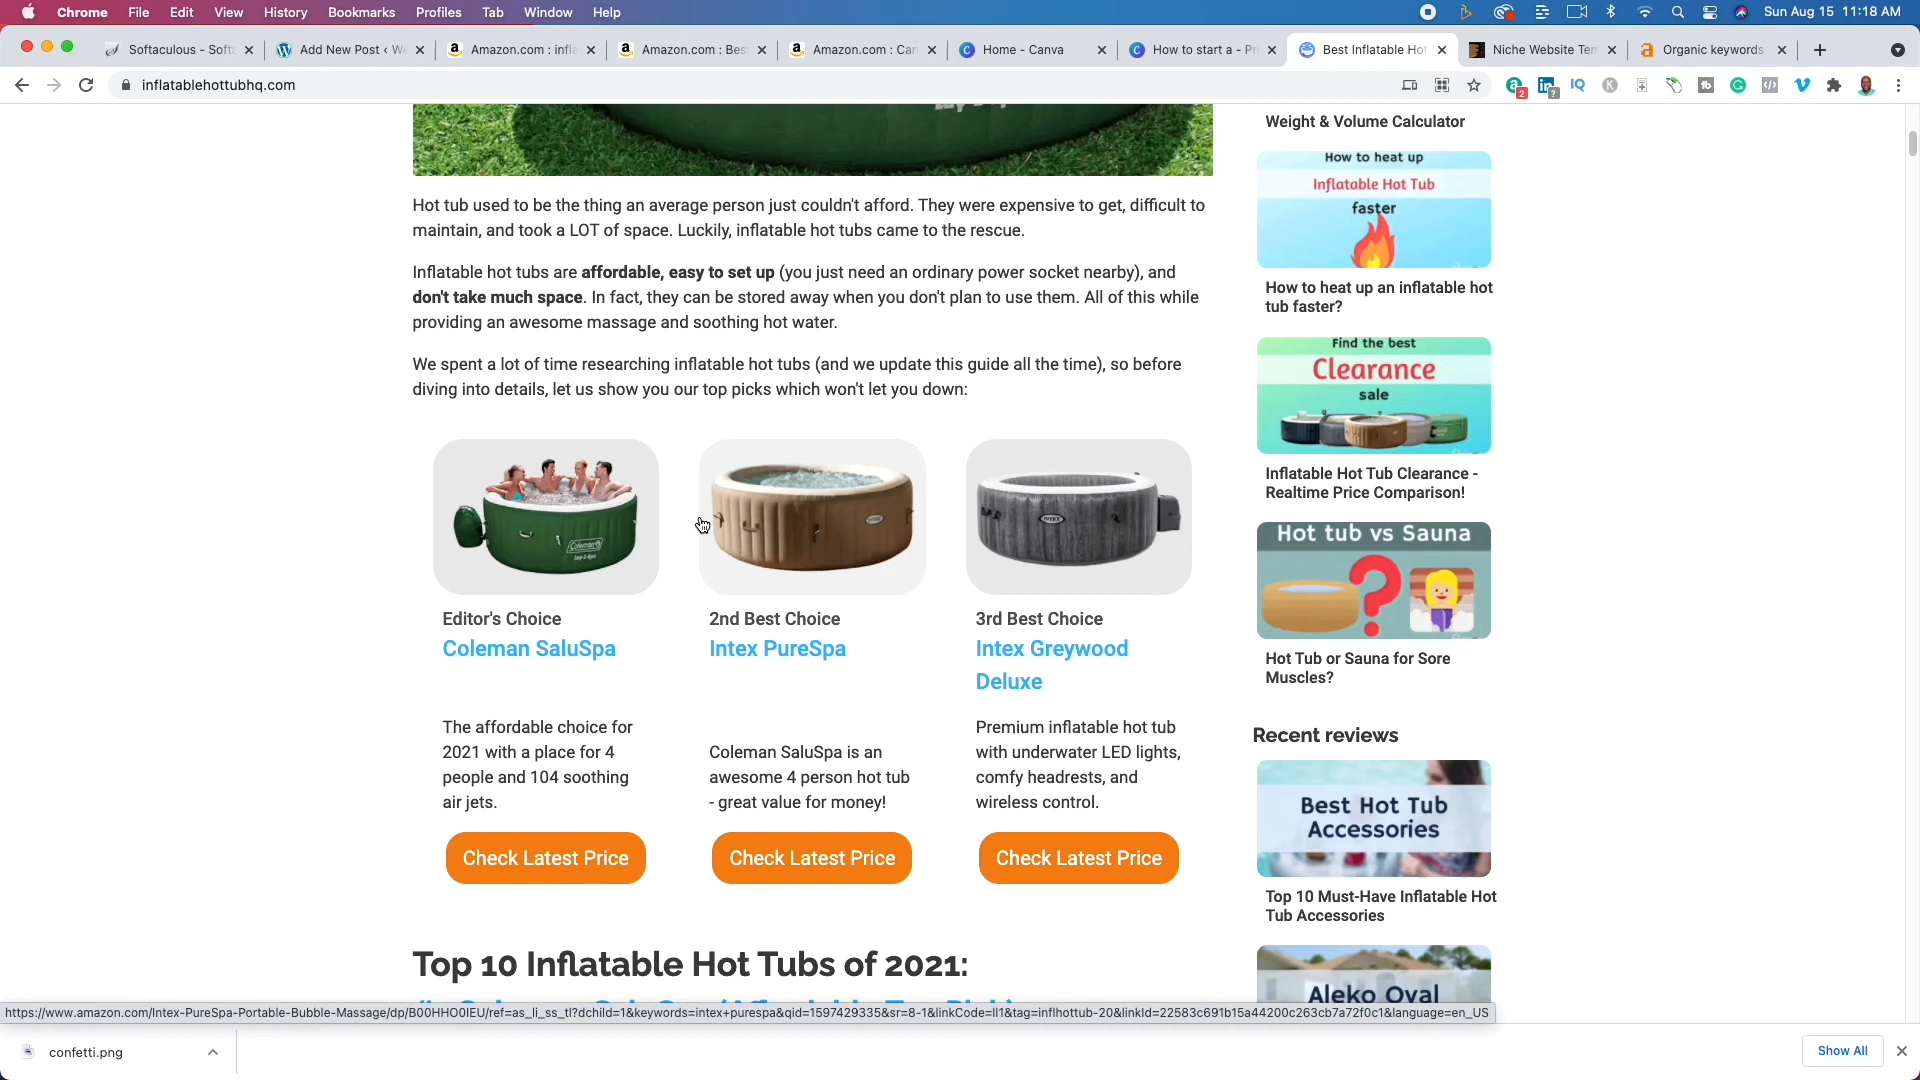 Chrome File Edit View History Bookmarks Profiles Tab Window Help
Sun Aug 15 11:18 AM
Softaculous - Softa
Add New Post ‹ W
Amazon.com : infla
Amazon.com : Bes
Amazon.com : Can
Home - Canva
How to start a - Pr
Best Inflatable Hot
Niche Website Tem
Organic keywords
inflatablehottubhq.com
2
?
Hot tub used to be the thing an average person just couldn't afford. They were expensive to get, difficult to
maintain, and took a LOT of space. Luckily, inflatable hot tubs came to the rescue.
Inflatable hot tubs are affordable, easy to set up (you just need an ordinary power socket nearby), and
don't take much space. In fact, they can be stored away when you don't plan to use them. All of this while
providing an awesome massage and soothing hot water.
We spent a lot of time researching inflatable hot tubs (and we update this guide all the time), so before
diving into details, let us show you our top picks which won't let you down:
Coleman
INTEX
Editor's Choice
Coleman SaluSpa
The affordable choice for
2021 with a place for 4
people and 104 soothing
air jets.
Check Latest Price
2nd Best Choice
Intex PureSpa
Coleman SaluSpa is an
awesome 4 person hot tub
- great value for money!
Check Latest Price
3rd Best Choice
Intex Greywood
Deluxe
Premium inflatable hot tub
with underwater LED lights,
comfy headrests, and
wireless control.
Check Latest Price
Top 10 Inflatable Hot Tubs of 2021:
Weight & Volume Calculator
How to heat up
Inflatable Hot Tub
faster
How to heat up an inflatable hot
tub faster?
Find the best
Clearance
sale
Inflatable Hot Tub Clearance -
Realtime Price Comparison!
Hot tub vs Sauna
?
Hot Tub or Sauna for Sore
Muscles?
Recent reviews
Best Hot Tub
Accessories
Top 10 Must-Have Inflatable Hot
Tub Accessories
Aleko Oval
https://www.amazon.com/Intex-PureSpa-Portable-Bubble-Massage/dp/B00HHO0IEU/ref=as_li_ss_tl?dchild=1&keywords=intex+purespa&qid=1597429335&sr=8-1&linkCode=ll1&tag=inflhottub-20&linkId=22583c691b15a44200c263cb7a72f0c1&language=en_US
confetti.png
Show All